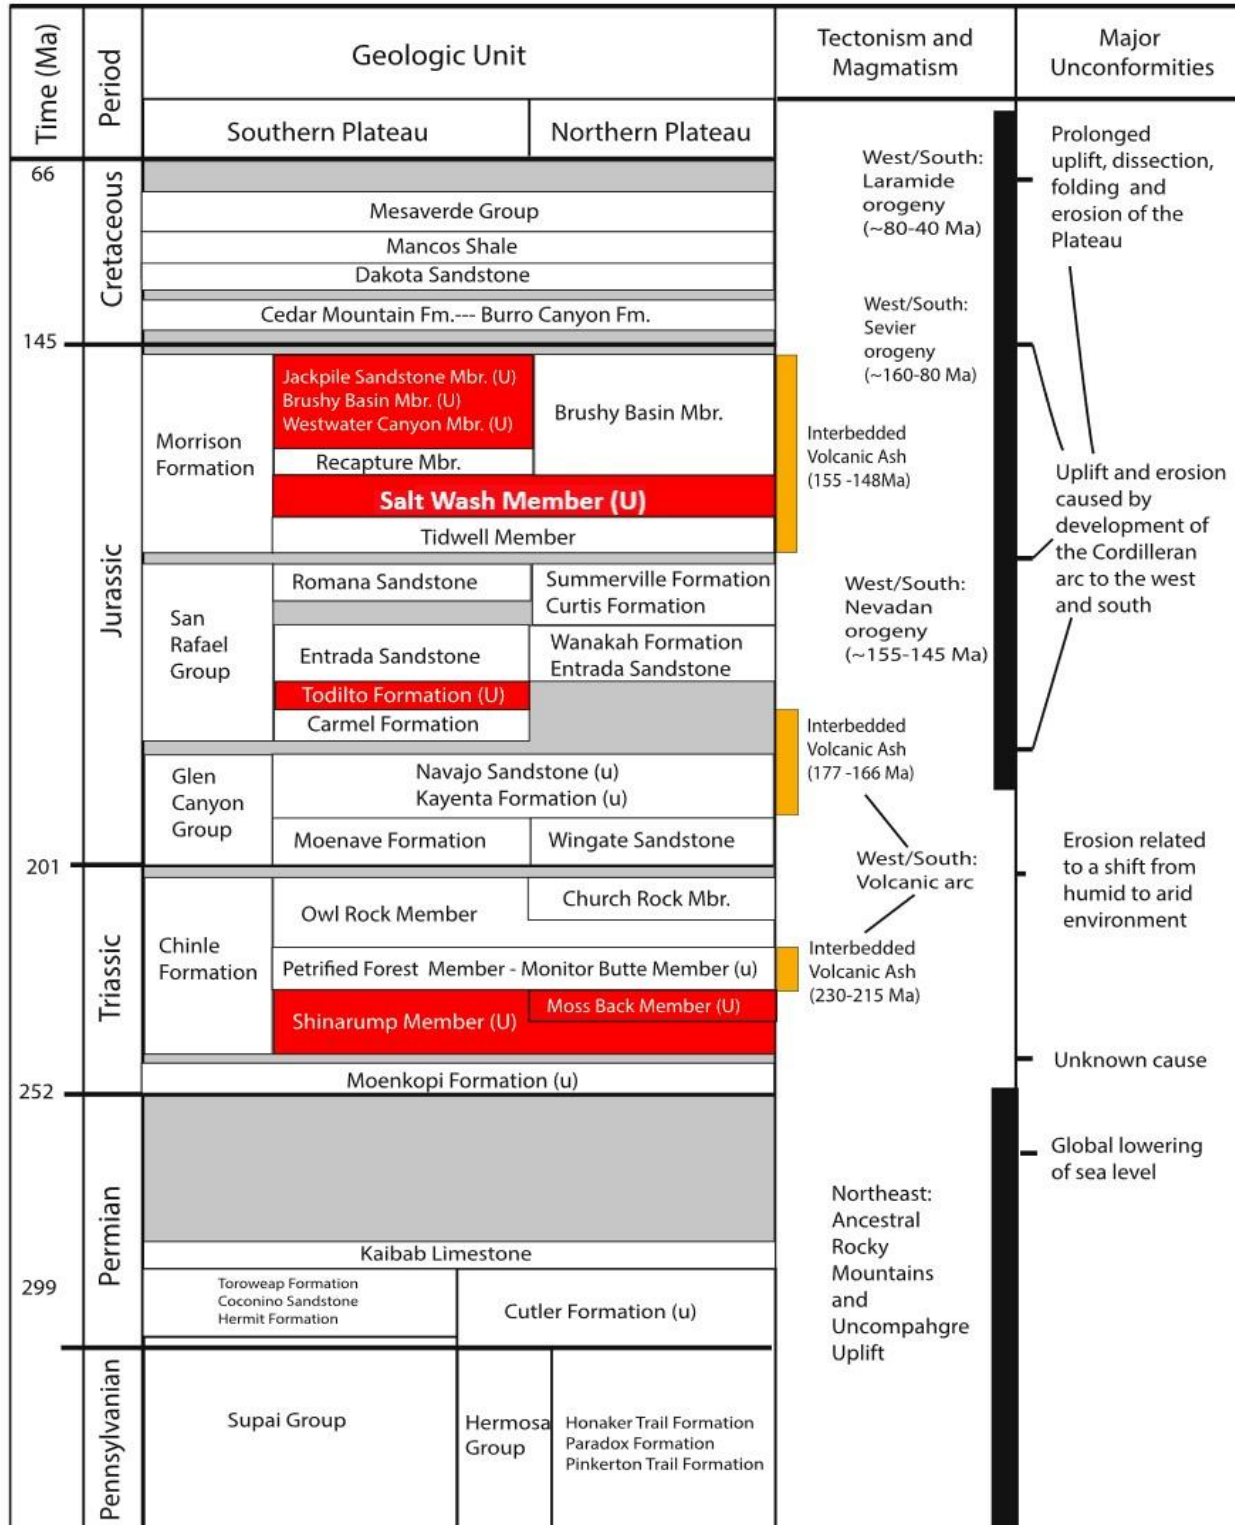 Time (Ma)
Period
Geologic Unit
Southern Plateau
Northern Plateau
Tectonism and
Magmatism
Major
Unconformities
66
145
201
252
299
Cretaceous
Jurassic
Triassic
Permian
Pennsylvanian
Mesaverde Group
Mancos Shale
Dakota Sandstone
Cedar Mountain Fm.--- Burro Canyon Fm.
Morrison
Formation
Jackpile Sandstone Mbr. (U)
Brushy Basin Mbr. (U)
Westwater Canyon Mbr. (U)
Recapture Mbr.
Brushy Basin Mbr.
Salt Wash Member (U)
Tidwell Member
San
Rafael
Group
Romana Sandstone
Summerville Formation
Curtis Formation
Entrada Sandstone
Wanakah Formation
Entrada Sandstone
Todilto Formation (U)
Carmel Formation
Glen
Canyon
Group
Navajo Sandstone (u)
Kayenta Formation (u)
Moenave Formation
Wingate Sandstone
Chinle
Formation
Owl Rock Member
Church Rock Mbr.
Petrified Forest Member - Monitor Butte Member (u)
Shinarump Member (U)
Moss Back Member (U)
Moenkopi Formation (u)
Kaibab Limestone
Toroweap Formation
Coconino Sandstone
Hermit Formation
Cutler Formation (u)
Supai Group
Hermosa
Group
Honaker Trail Formation
Paradox Formation
Pinkerton Trail Formation
West/South:
Laramide
orogeny
(~80-40 Ma)
West/South:
Sevier
orogeny
(~160-80 Ma)
Interbedded
Volcanic Ash
(155 -148Ma)
West/South:
Nevadan
orogeny
(~155-145 Ma)
Interbedded
Volcanic Ash
(177 -166 Ma)
West/South:
Volcanic arc
Interbedded
Volcanic Ash
(230-215 Ma)
Northeast:
Ancestral
Rocky
Mountains
and
Uncompahgre
Uplift
Prolonged
uplift, dissection,
folding and
erosion of the
Plateau
Uplift and erosion
caused by
development of
the Cordilleran
arc to the west
and south
Erosion related
to a shift from
humid to arid
environment
Unknown cause
Global lowering
of sea level